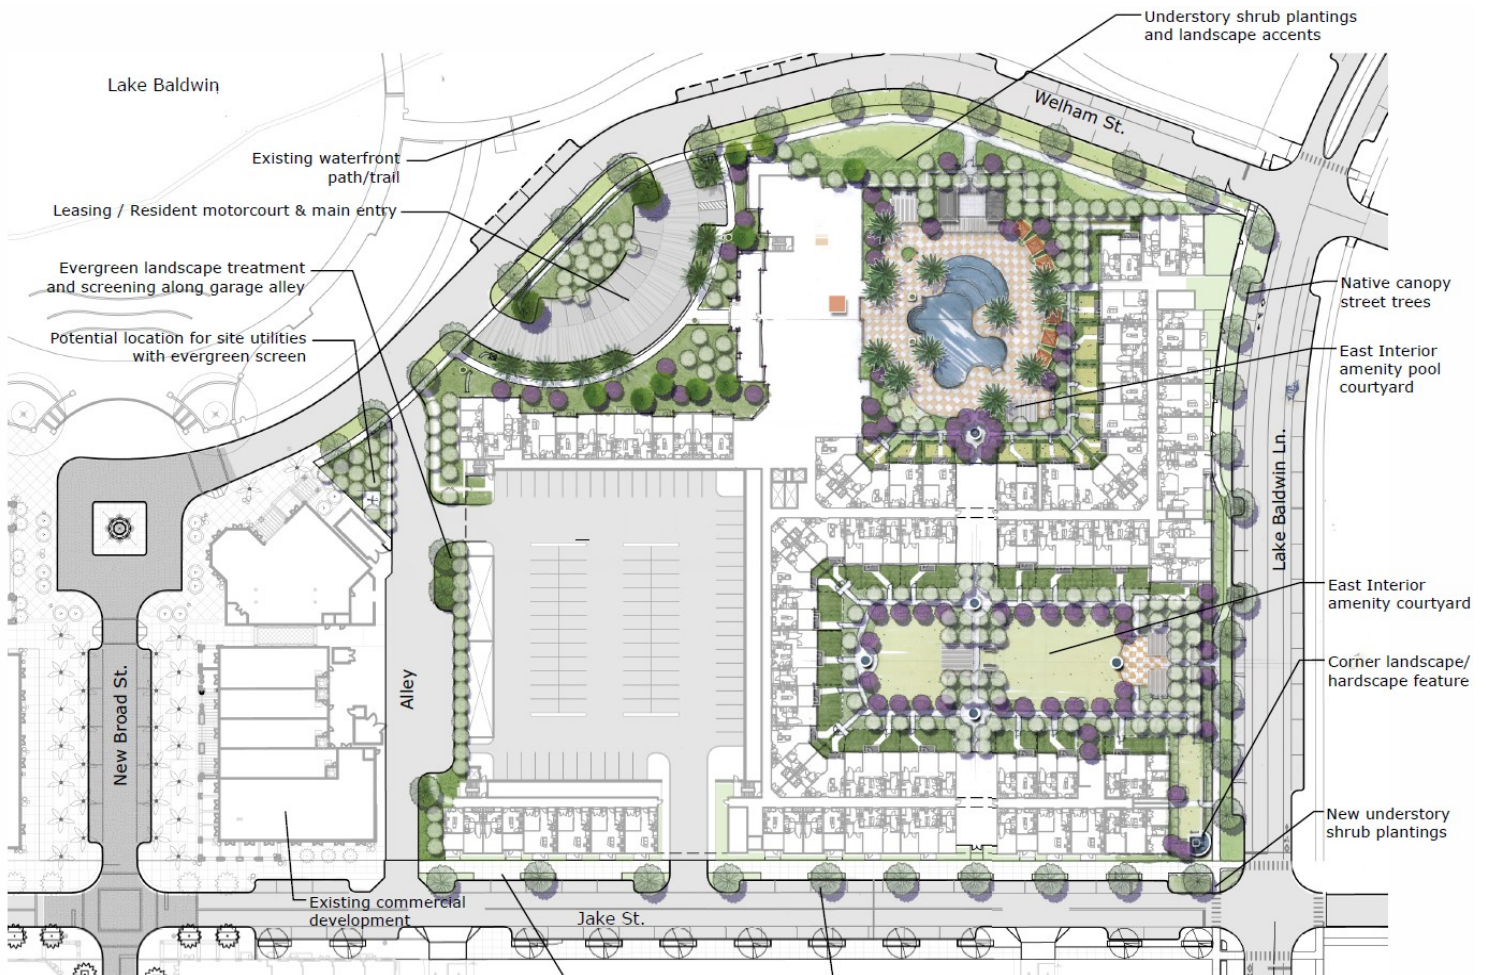 Understory shrub plantings
and landscape accents
Lake Baldwin
Welham St.
Existing waterfront
path/trail
Leasing / Resident motorcourt & main entry
Evergreen landscape treatment
and screening along garage alley
Native canopy
street trees
Potential location for site utilities
with evergreen screen
East Interior
amenity pool
courtyard
Lake Baldwin Ln.
East Interior
amenity courtyard
Corner landscape/
hardscape feature
New Broad St.
Alley
New understory
shrub plantings
Existing commercial
development
Jake St.